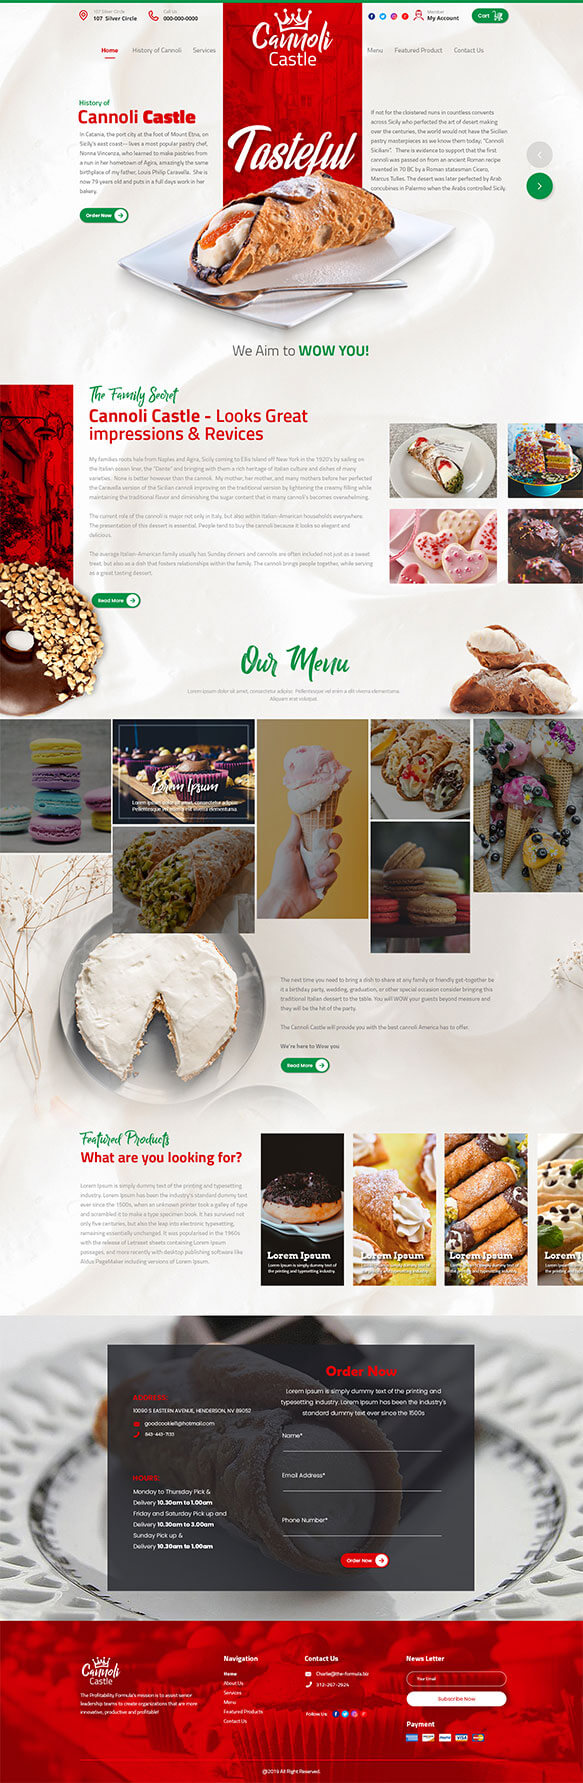 107 Silver Circle
107 Silver Circle
Call Us
000-000-0000
Cannoli
Castle
Member
My Account
Cart
Home
History of Cannoli
Services
Menu
Featured Product
Contact Us
History of
Cannoli Castle
In Catania, the port city at the foot of Mount Etna, on
Sicily's east coast-- lives a most popular pastry chef,
Nonna Vincenza, who learned to make pastries from
a nun in her hometown of Agira, amazingly the same
birthplace of my father, Louis Philip Caravella. She is
now 79 years old and puts in a full days work in her
bakery.
Order Now
Tasteful
If not for the cloistered nuns in countless convents
across Sicily who perfected the art of desert making
over the centuries, the world would not have the Sicilian
pastry masterpieces as we know them today, "Cannoli
Siciliani". There is evidence to support that the first
cannoli was passed on from an ancient Roman recipe
invented in 70 BC by a Roman statesman Cicero,
Marcus Tulles. The desert was later perfected by Arab
concubines in Palermo when the Arabs controlled Sicily.
We Aim to WOW YOU!
The Family Secret
Cannoli Castle - Looks Great
impressions & Revices
My families roots hale from Naples and Agira, Sicily coming to Ellis Island off New York in the 1920's by sailing on
the Italian ocean liner, the "Dante" and bringing with them a rich heritage of Italian culture and dishes of many
varieties. None is better however than the cannoli. My mother, her mother, and many mothers before her perfected
the Caravella version of the Sicilian cannoli improving on the traditional version by lightening the creamy filling while
maintaining the traditional flavor and diminishing the sugar content that in many cannoli's becomes overwhelming.
The current role of the cannoli is major not only in Italy, but also within Italian-American households everywhere.
The presentation of this dessert is essential. People tend to buy the cannoli because it looks so elegant and
delicious.
The average Italian-American family usually has Sunday dinners and cannolis are often included not just as a sweet
treat, but also as a dish that fosters relationships within the family. The cannoli brings people together, while serving
as a great tasting dessert.
Read More
Our Menu
Lorem ipsum dolor sit amet, consectetur adipisc. Pellentesque vel enim a elit viverra elementuma.
Aliquam erat volutpat.
Lorem Ipsum
Lorem ipsum dolor sit amet, consectetur adipisc.
Pellentesque vel enim a elit viverra elementuma.
The next time you need to bring a dish to share at any family or friendly get-together be
it a birthday party, wedding, graduation, or other special occasion consider bringing this
traditional Italian dessert to the table. You will WOW your guests beyond measure and
they will be the hit of the party.
The Cannoli Castle will provide you with the best cannoli America has to offer.
We're here to Wow you
Read More
Featured Products
What are you looking for?
Lorem Ipsum is simply dummy text of the printing and typesetting
industry. Lorem Ipsum has been the industry's standard dummy text
ever since the 1500s, when an unknown printer took a galley of type
and scrambled it to make a type specimen book. It has survived not
only five centuries, but also the leap into electronic typesetting,
remaining essentially unchanged. It was popularised in the 1960s
with the release of Letraset sheets containing Lorem Ipsum
passages, and more recently with desktop publishing software like
Aldus PageMaker including versions of Lorem Ipsum.
Lorem Ipsum
Lorem Ipsum is simply dummy text of
the printing and typesetting industry.
Lorem Ipsum
Lorem Ipsum is simply dummy text of
the printing and typesetting industry.
Lorem Ipsum
Lorem Ipsum is simply dummy text of
the printing and typesetting industry.
Lorem
Lorem Ipsum is
the printing and
ADDRESS:
10090 S EASTERN AVENUE, HENDERSON, NV 89052
goodcookie11@hotmail.com
843-443-7133
HOURS:
Monday to Thursday Pick &
Delivery 10.30am to 1.00am
Friday and Saturday Pick up and
Delivery 10.30am to 3.00am
Sunday Pick up &
Delivery 10.30am to 1.00am
Order Now
Lorem Ipsum is simply dummy text of the printing and
typesetting industry. Lorem Ipsum has been the industry's
standard dummy text ever since the 1500s
Name*
Email Address*
Phone Number*
Order Now
Cannoli
Castle
The Profitability Formula's mission is to assist senior
leadership teams to create organizations that are more
innovative, productive and profitable!
Navigation
Home
About Us
Services
Menu
Featured Products
Contact Us
Contact Us
Charlie@the-formula.biz
312-267-2924
Follow Us:
News Letter
Your Email
Subscribe Now
Payment
@2019 All Right Reserved.